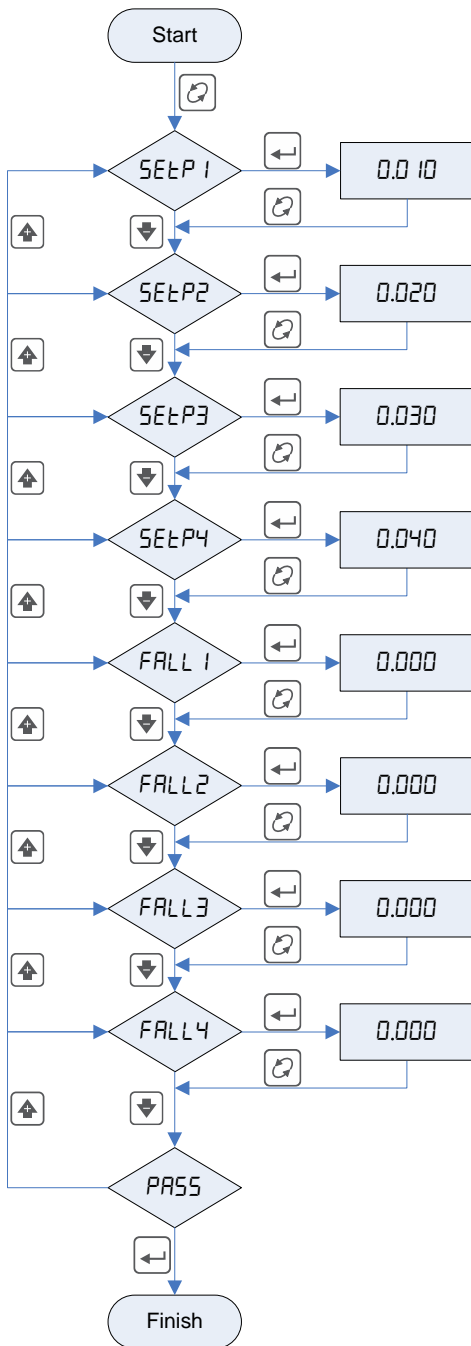 Start
SEtP1
0.010
SEtP2
0.020
SEtP3
0.030
SEtP4
0.040
FALL1
0.000
FALL2
0.000
FALL3
0.000
FALL4
0.000
PASS
Finish